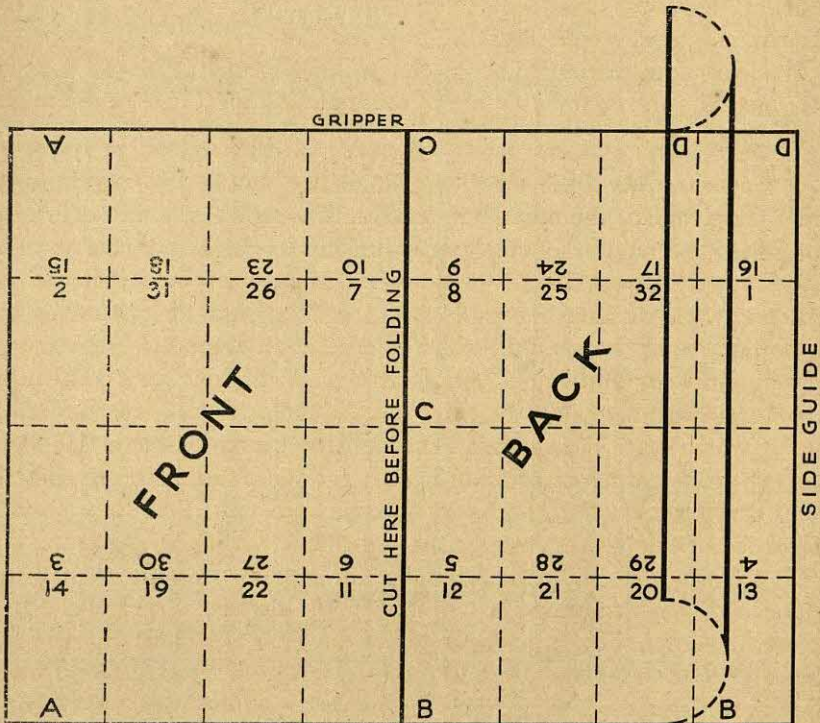 GRIPPER
A C D D
15 18 23 10 9 24 17 16
2 31 26 7 8 25 32 1
FRONT
CUT HERE BEFORE FOLDING
C
BACK
SIDE GUIDE
3 30 27 6 5 28 29 4
14 19 22 11 12 21 20 13
A B B